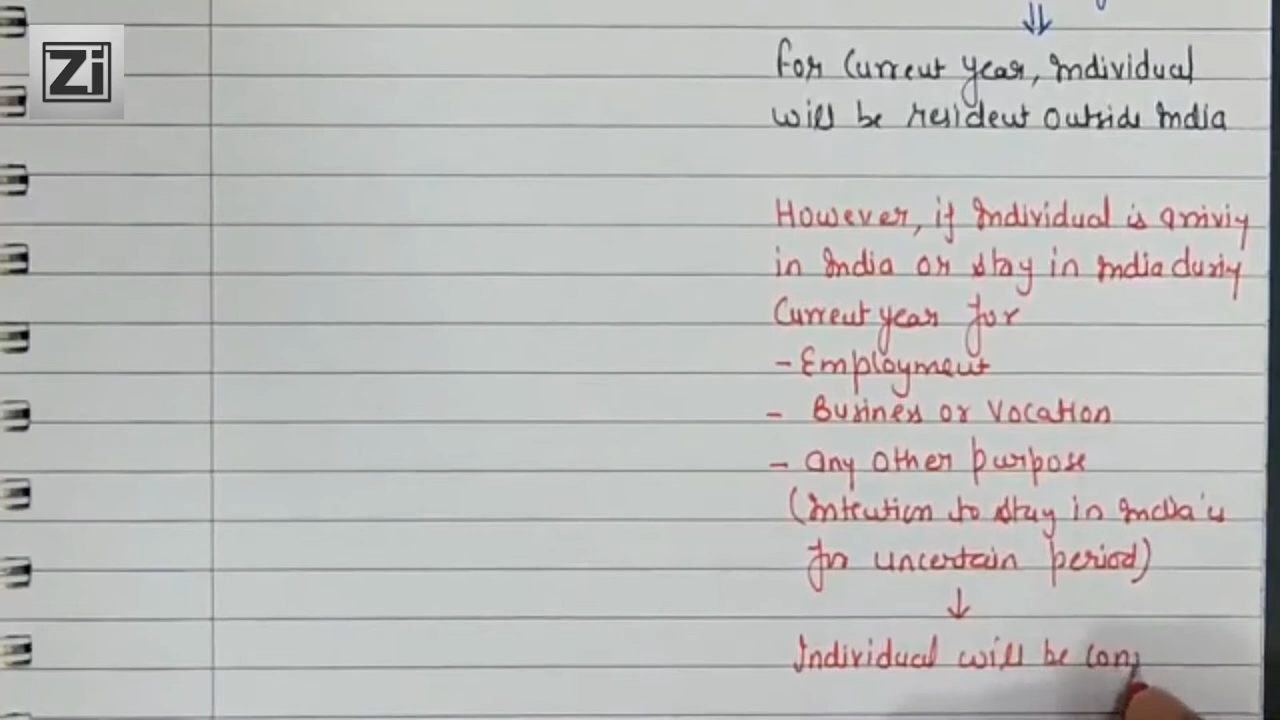 Zi
For Current year, Individual
will be resident outside India
However, if Individual is arriving
in India or stay in India during
Current year for
- Employment
- Business or Vocation
- Any other purpose
(Intention to stay in India is
for uncertain period)
↓
Individual will be con